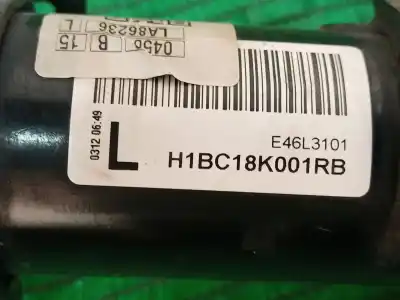 0456 B 15
LA86236 L
0312 06:49
E46L3101
L H1BC18K001RB